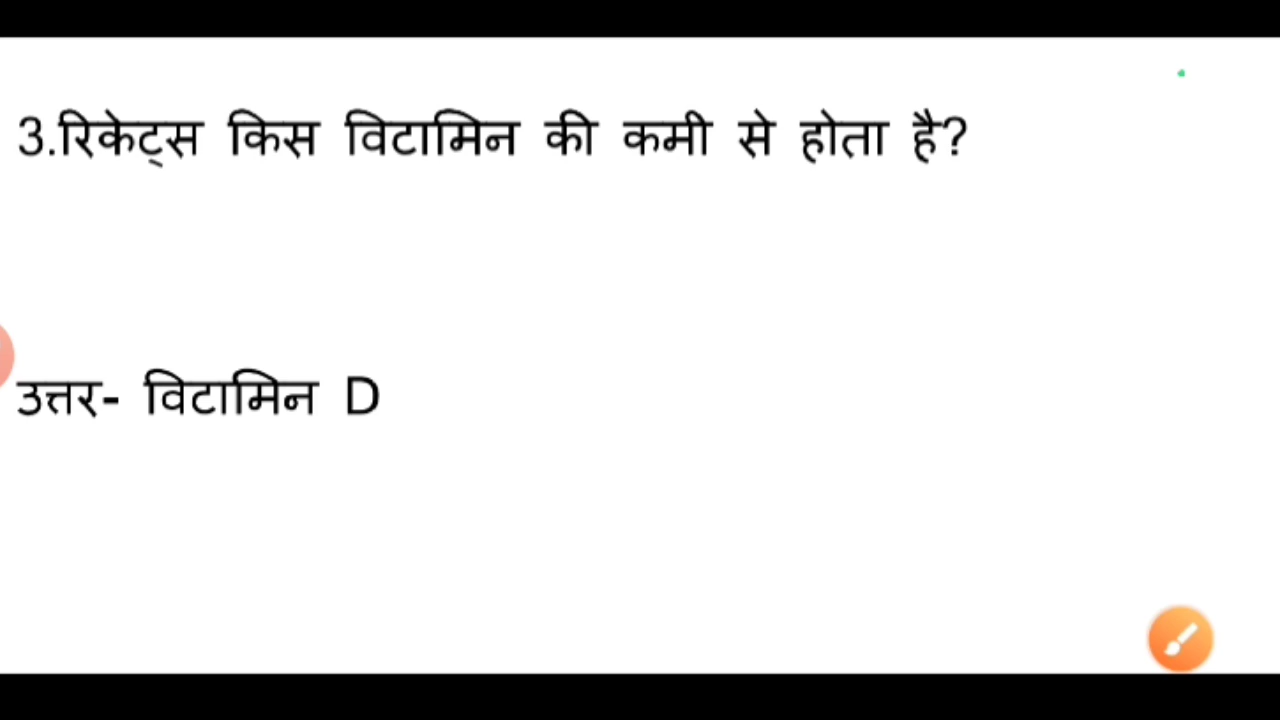 3.रिकेट्स किस विटामिन की कमी से होता है?
उत्तर- विटामिन D